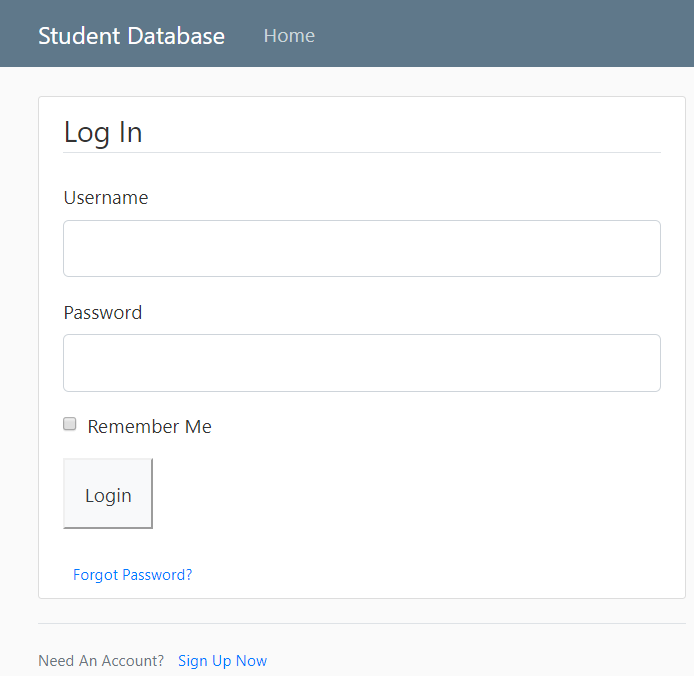 Student Database Home
Log In
Username
Password
Remember Me
Login
Forgot Password?
Need An Account? Sign Up Now